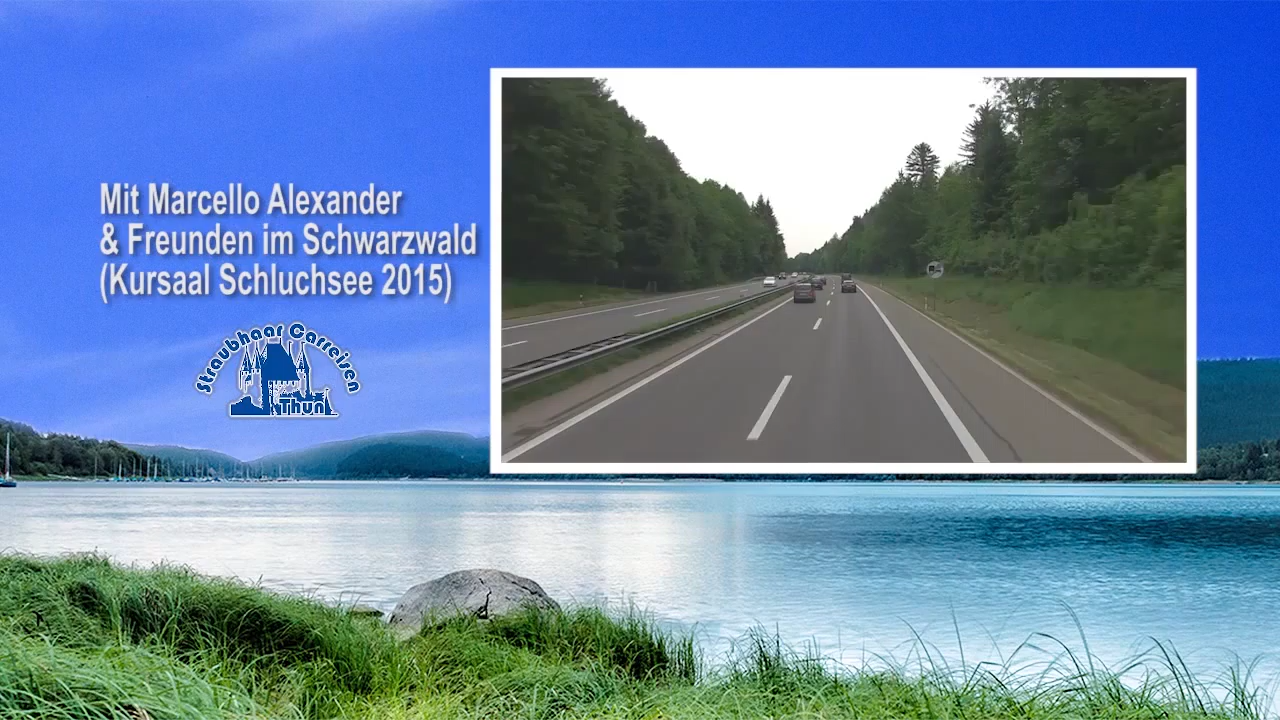 Mit Marcello Alexander
& Freunden im Schwarzwald
(Kursaal Schluchsee 2015)
Straubhaar Carreisen
Thun